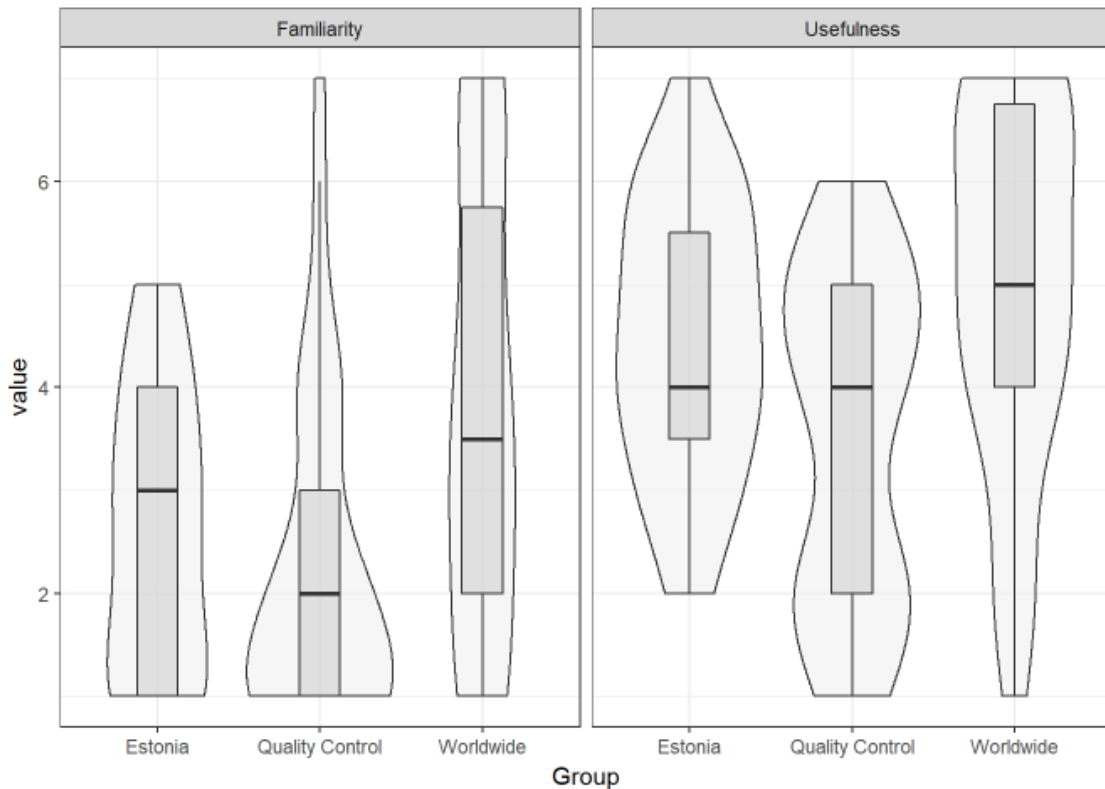 Familiarity
Usefulness
value
6
4
2
Estonia
Quality Control
Worldwide
Estonia
Quality Control
Worldwide
Group